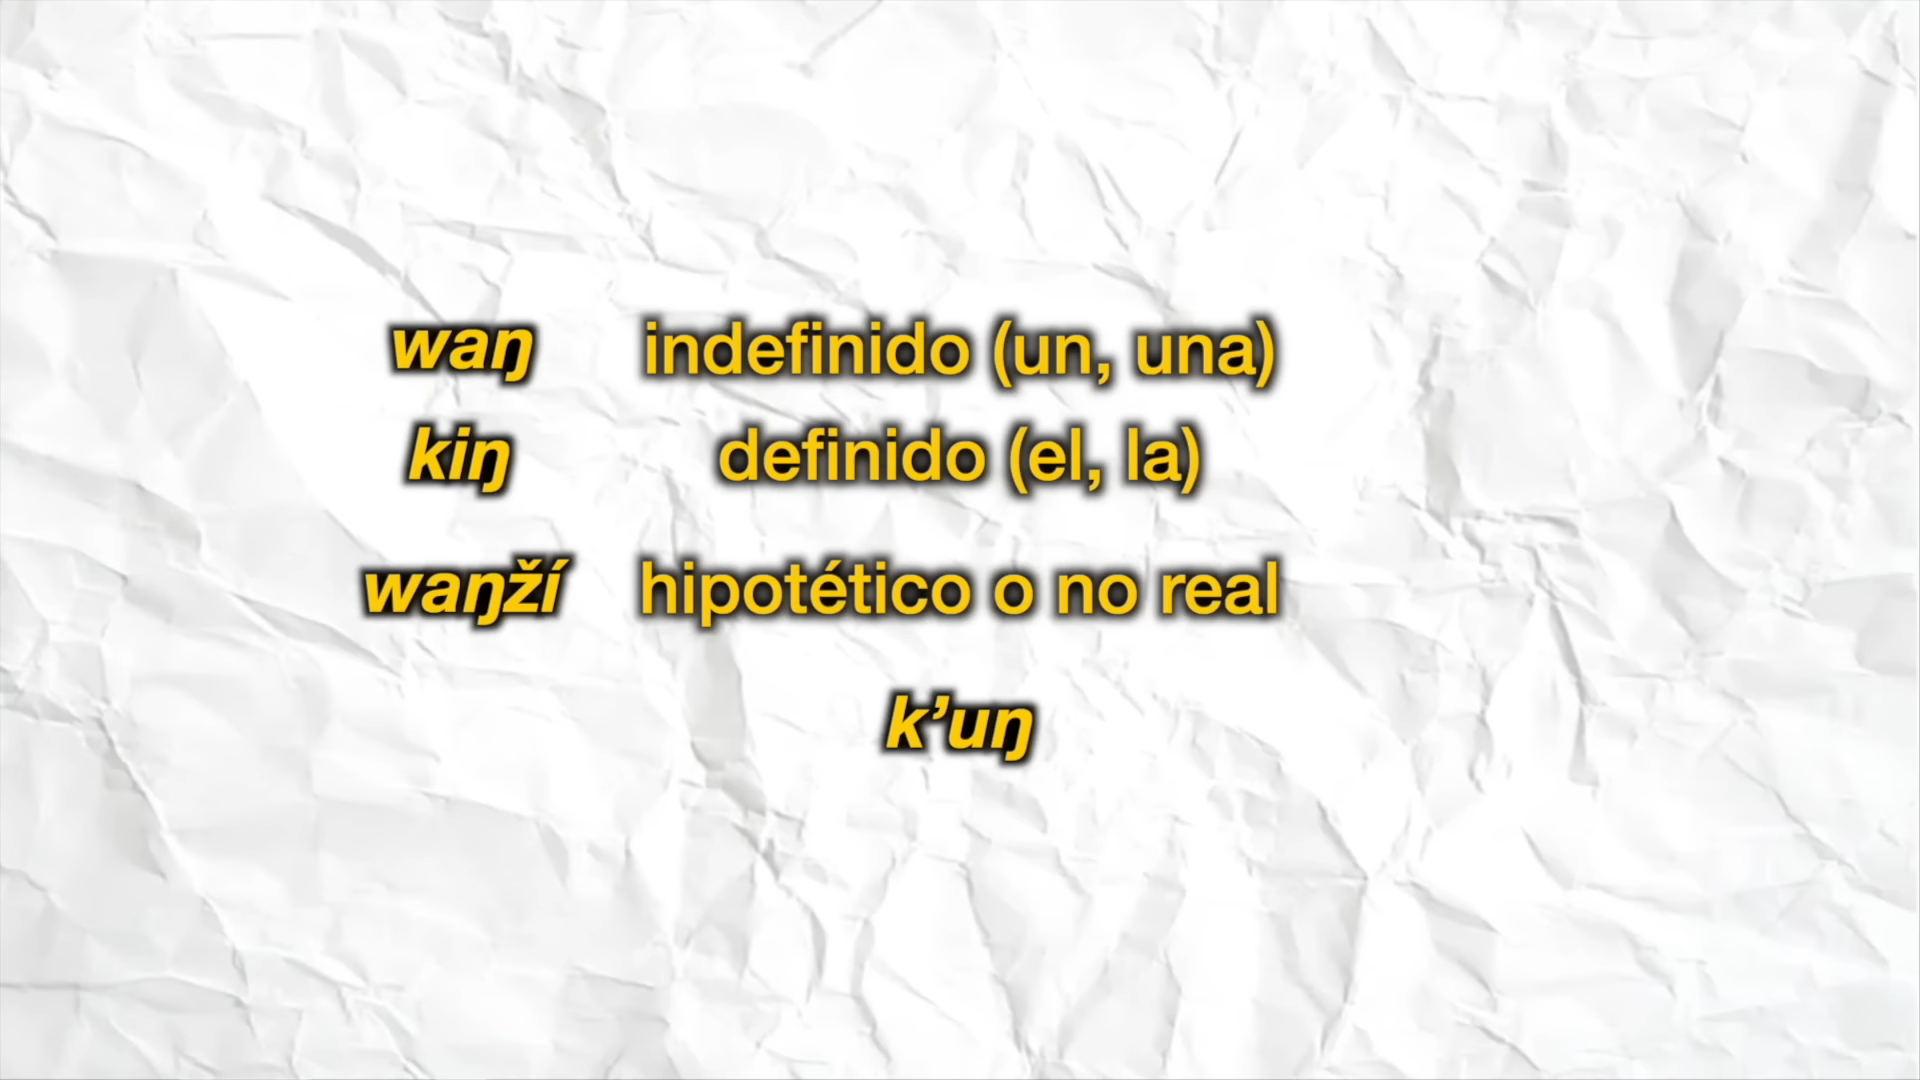 waŋ indefinido (un, una)
kiŋ definido (el, la)
waŋží hipotético o no real
k’uŋ